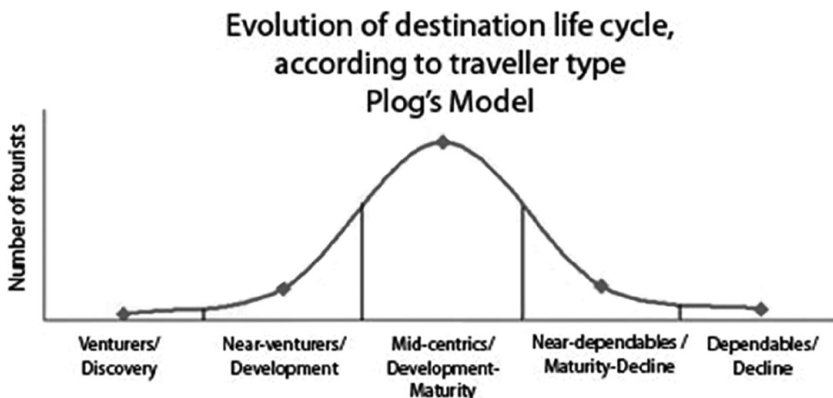 Evolution of destination life cycle,
according to traveller type
Plog's Model
Number of tourists
Venturers/
Discovery
Near-venturers/
Development
Mid-centrics/
Development-
Maturity
Near-dependables /
Maturity-Decline
Dependables/
Decline